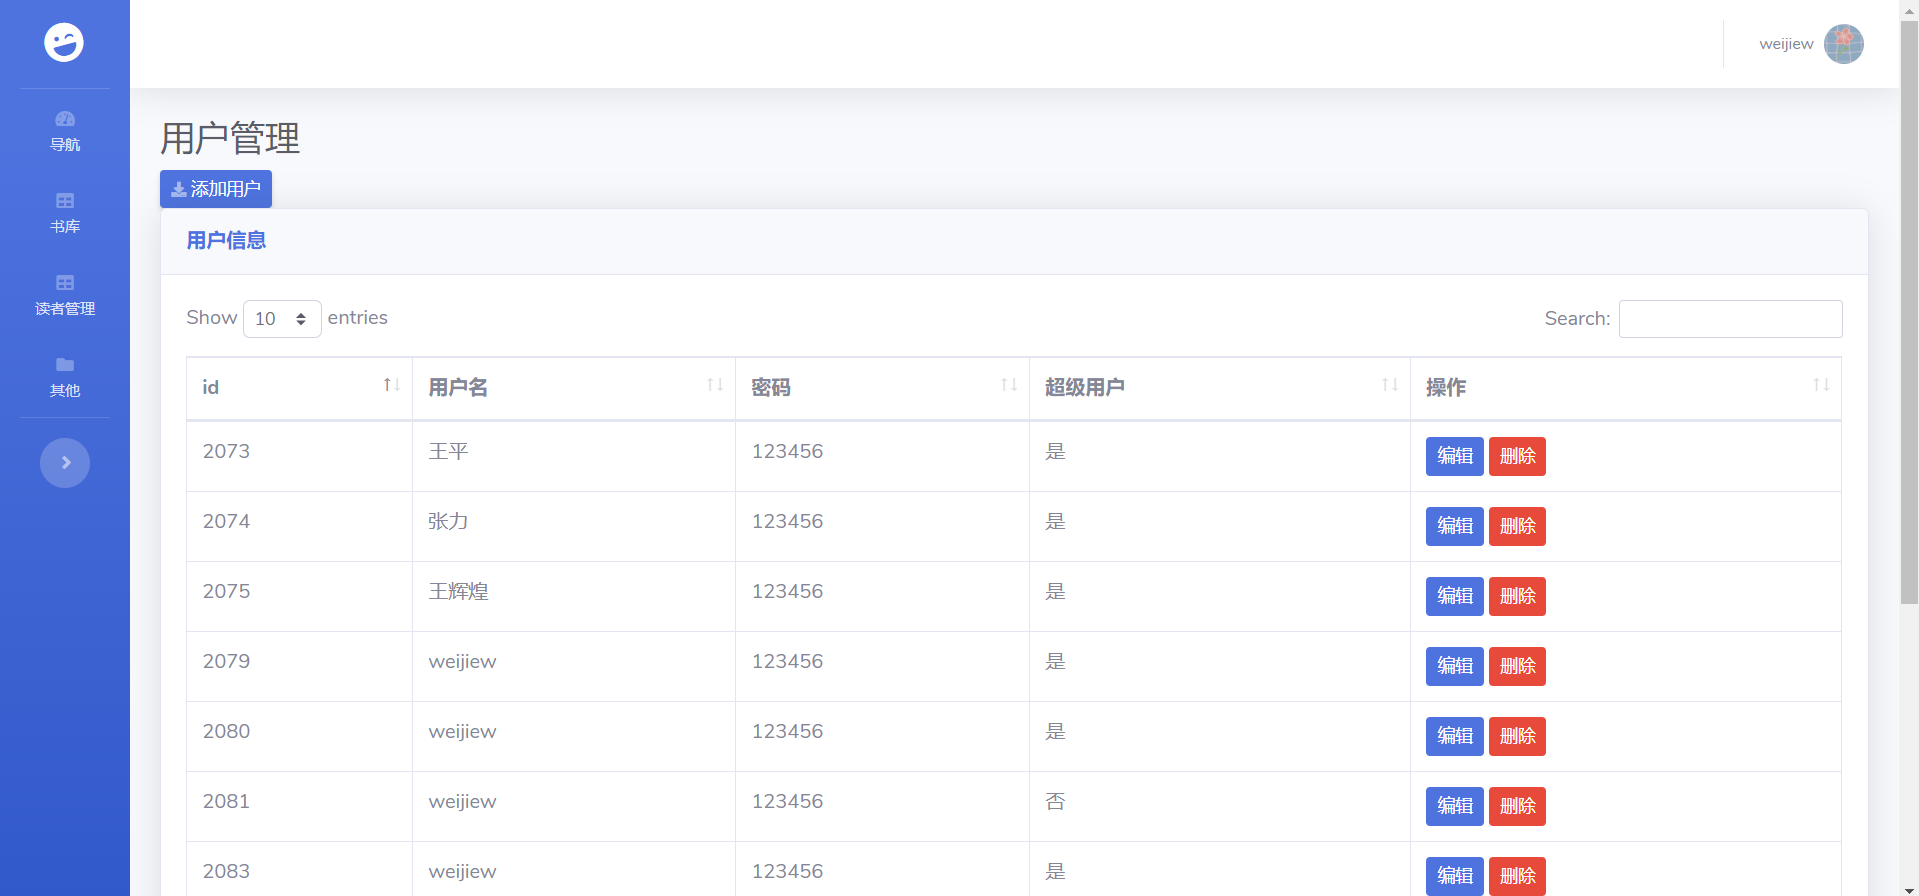 weijiew
导航
书库
读者管理
其他
用户管理
添加用户
用户信息
Show 10 entries
Search:
id 用户名 密码 超级用户 操作
2073 王平 123456 是 编辑 删除
2074 张力 123456 是 编辑 删除
2075 王辉煌 123456 是 编辑 删除
2079 weijiew 123456 是 编辑 删除
2080 weijiew 123456 是 编辑 删除
2081 weijiew 123456 否 编辑 删除
2083 weijiew 123456 是 编辑 删除